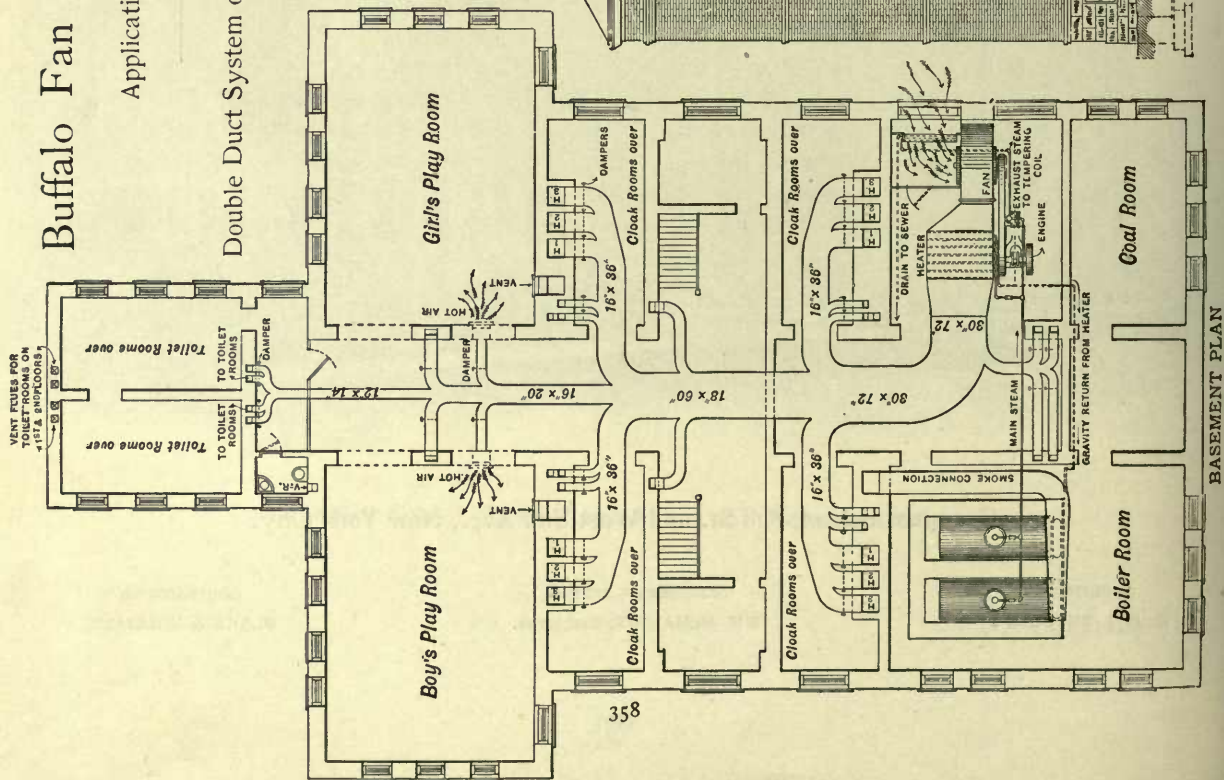 Buffalo Fan
Applicati
Double Duct System o
VENT FLUES FOR
TOILET ROOMS ON
1ST & 2ND FLOORS
Toilet Rooms over
Toilet Rooms over
TO TOILET
ROOMS
TO TOILET
ROOMS
DAMPER
12"x 14"
Boy's Play Room
Girl's Play Room
HOT AIR
HOT AIR
DAMPER
VENT
VENT
16"x 20"
DAMPERS
16"x 36"
16"x 36"
Cloak Rooms over
Cloak Rooms over
18"x 60"
Cloak Rooms over
Cloak Rooms over
16"x 36"
16"x 36"
30"x 72"
30"x 72"
DRAIN TO SEWER
HEATER
FAN
EXHAUST STEAM
TO TEMPERING
COIL
ENGINE
MAIN STEAM
GRAVITY RETURN FROM HEATER
SMOKE CONNECTION
Boiler Room
Coal Room
BASEMENT PLAN
358